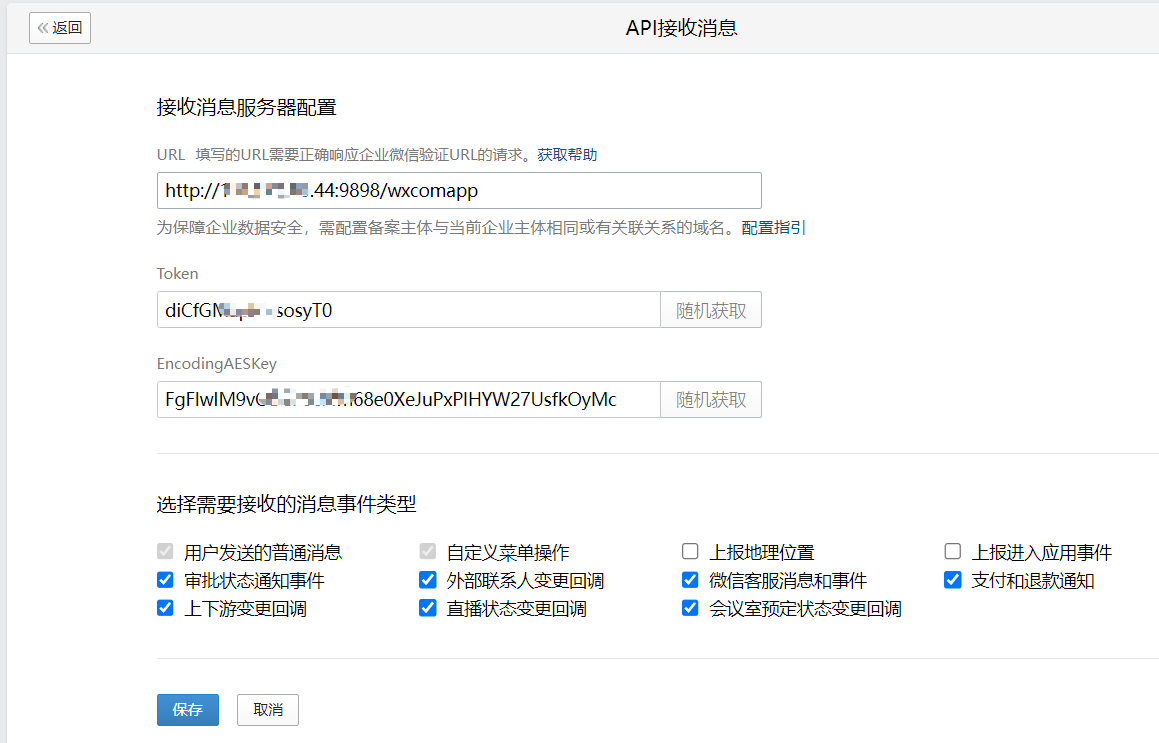 返回
API接收消息
接收消息服务器配置
URL 填写的URL需要正确响应企业微信验证URL的请求。获取帮助
http://1 .44:9898/wxcomapp
为保障企业数据安全，需配置备案主体与当前企业主体相同或有关联关系的域名。配置指引
Token
diCfGM sosyT0 随机获取
EncodingAESKey
FgFIwIM9v 68e0XeJuPxPIHYW27UsfkOyMc 随机获取
选择需要接收的消息事件类型
用户发送的普通消息 自定义菜单操作 上报地理位置 上报进入应用事件
审批状态通知事件 外部联系人变更回调 微信客服消息和事件 支付和退款通知
上下游变更回调 直播状态变更回调 会议室预定状态变更回调
保存 取消